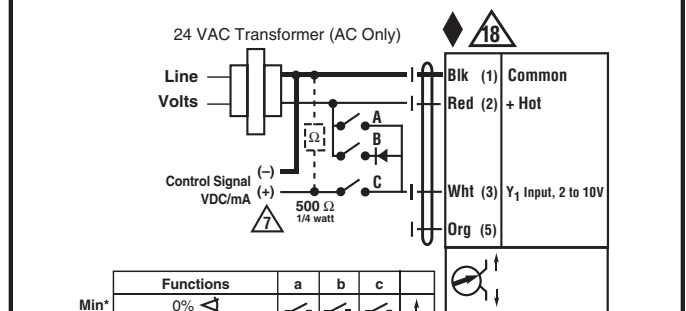 24 VAC Transformer (AC Only)
18
Line
Volts
Blk (1) Common
Red (2) + Hot
A
Ω
B
Control Signal (–)
VDC/mA (+)
C
Wht (3) Y1 Input, 2 to 10V
7
500 Ω
1/4 watt
Org (5)
Functions a b c
Min* 0%